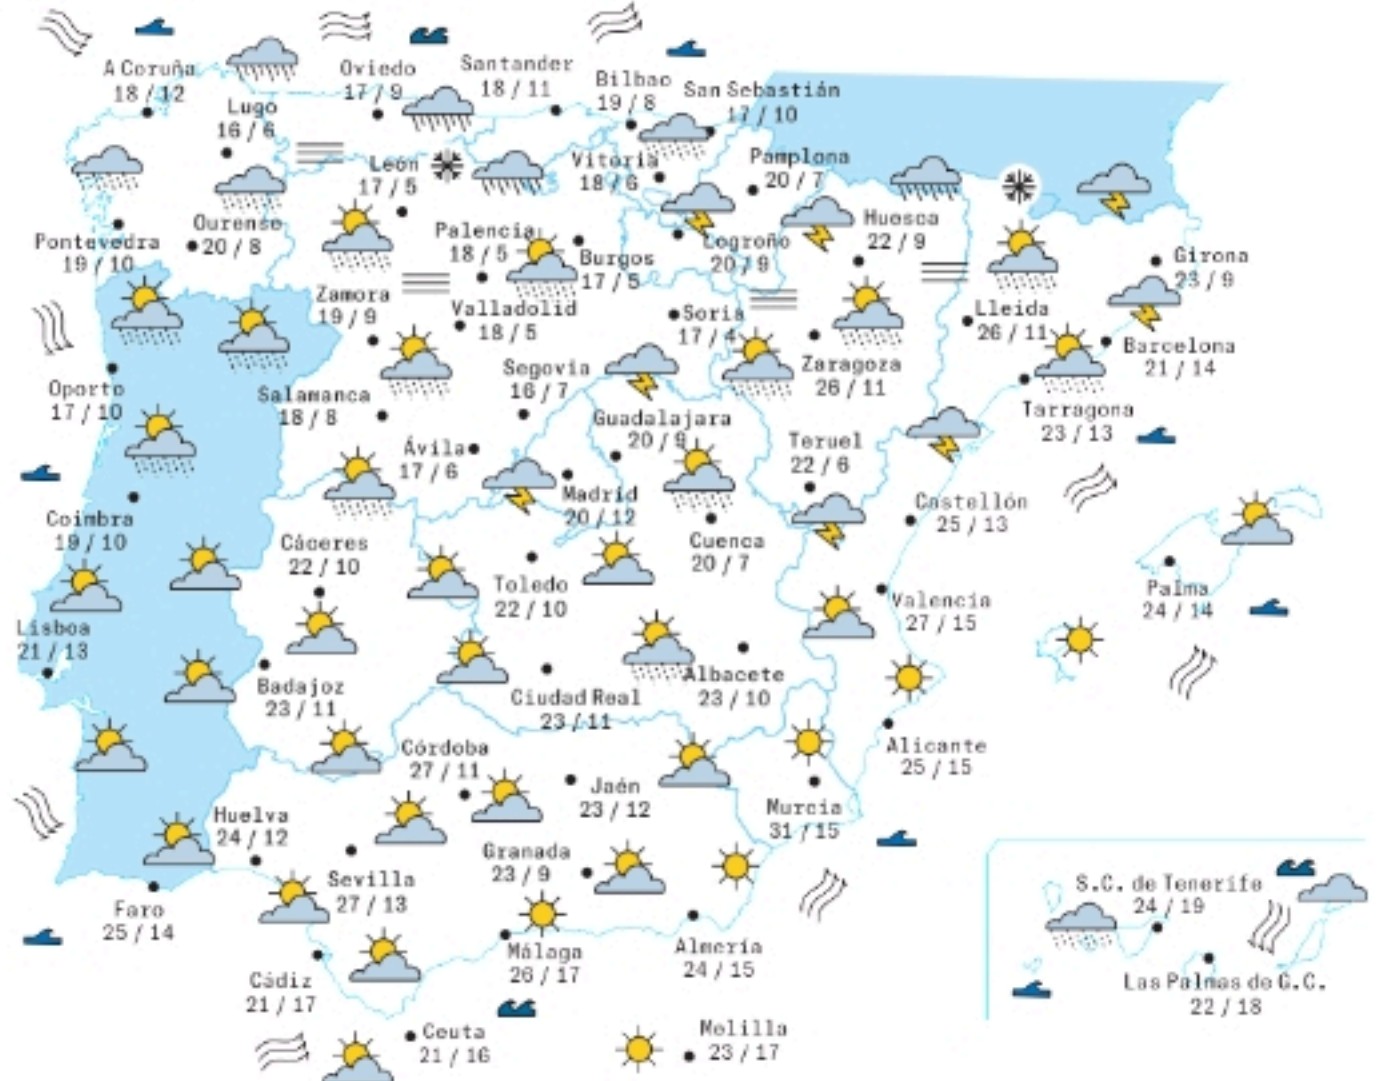 A Coruña
18 / 12
Oviedo
17 / 9
Santander
18 / 11
Bilbao
19 / 8
San Sebastián
17 / 10
Lugo
16 / 6
León
17 / 5
Vitoria
18 / 6
Pamplona
20 / 7
Pontevedra
19 / 10
Ourense
20 / 8
Palencia
18 / 5
Burgos
17 / 5
Logroño
20 / 9
Huesca
22 / 9
Girona
23 / 9
Zamora
19 / 9
Valladolid
18 / 5
Soria
17 / 4
Lleida
26 / 11
Barcelona
21 / 14
Oporto
17 / 10
Salamanca
18 / 8
Segovia
16 / 7
Zaragoza
26 / 11
Tarragona
23 / 13
Guadalajara
20 / 9
Ávila
17 / 6
Teruel
22 / 6
Madrid
20 / 12
Coimbra
19 / 10
Cáceres
22 / 10
Cuenca
20 / 7
Castellón
25 / 13
Toledo
22 / 10
Palma
24 / 14
Valencia
27 / 15
Lisboa
21 / 13
Badajoz
23 / 11
Ciudad Real
23 / 11
Albacete
23 / 10
Alicante
25 / 15
Córdoba
27 / 11
Jaén
23 / 12
Murcia
31 / 15
Huelva
24 / 12
Granada
23 / 9
Sevilla
27 / 13
Faro
25 / 14
Málaga
26 / 17
Almería
24 / 15
S.C. de Tenerife
24 / 19
Cádiz
21 / 17
Las Palmas de G.C.
22 / 18
Ceuta
21 / 16
Melilla
23 / 17